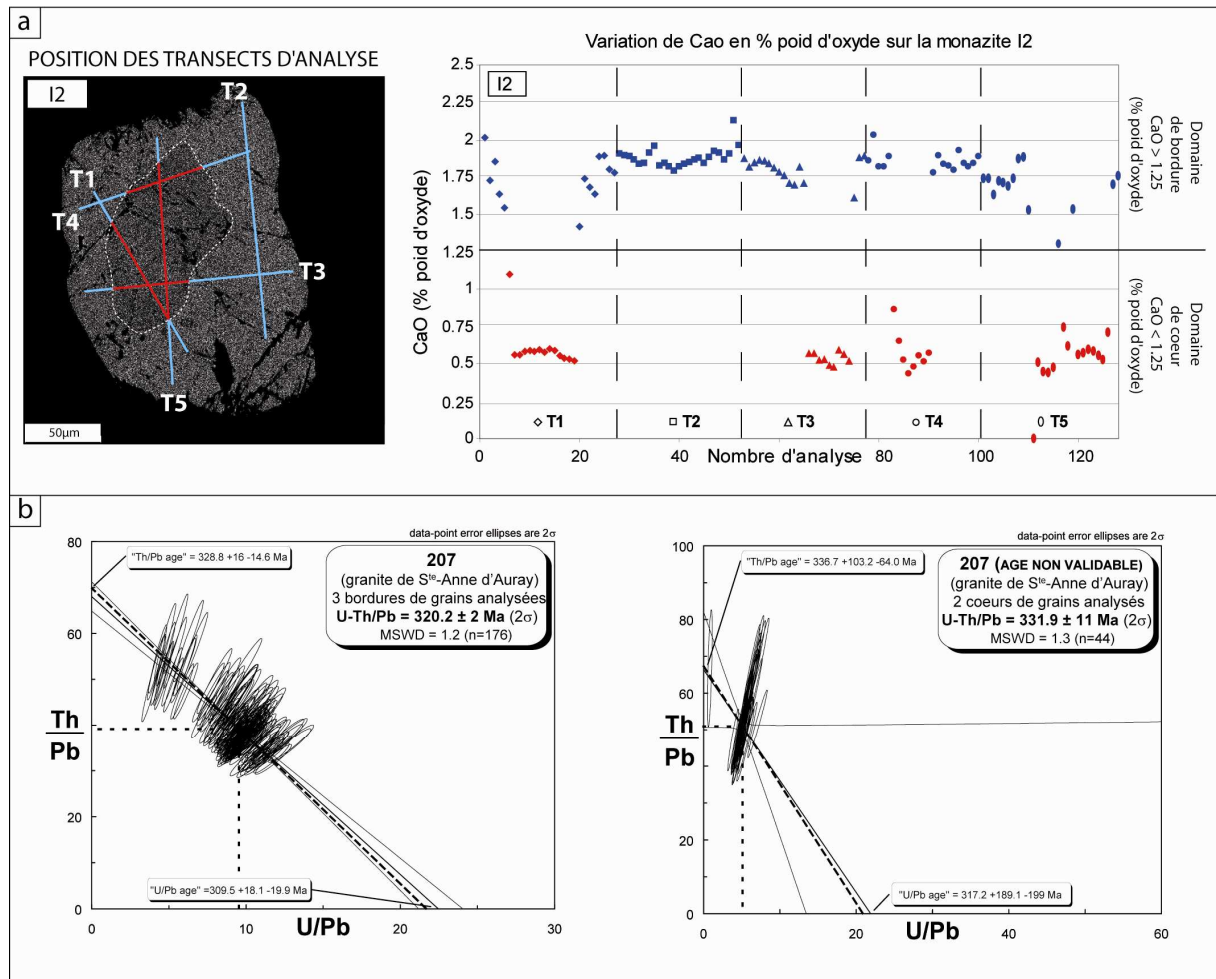 a
POSITION DES TRANSECTS D'ANALYSE
I2
T2
T1
T4
T3
T5
50µm
Variation de Cao en % poid d'oxyde sur la monazite I2
I2
CaO (% poid d'oxyde)
2.5
2.25
2
1.75
1.5
1.25
1
0.75
0.5
0.25
0
T1
T2
T3
T4
T5
0
20
40
Nombre d'analyse
80
100
120
Domaine
de bordure
CaO > 1.25
(% poid d'oxyde)
Domaine
de coeur
CaO < 1.25
(% poid d'oxyde)
b
data-point error ellipses are 2σ
"Th/Pb age" = 328.8 +16 -14.6 Ma
207
(granite de Ste-Anne d'Auray)
3 bordures de grains analysées
U-Th/Pb = 320.2 ± 2 Ma (2σ)
MSWD = 1.2 (n=176)
80
60
Th
Pb
20
0
"U/Pb age" =309.5 +18.1 -19.9 Ma
0
10
U/Pb
20
30
data-point error ellipses are 2σ
"Th/Pb age" = 336.7 +103.2 -64.0 Ma
207 (AGE NON VALIDABLE)
(granite de Ste-Anne d'Auray)
2 coeurs de grains analysés
U-Th/Pb = 331.9 ± 11 Ma (2σ)
MSWD = 1.3 (n=44)
100
80
60
Th
Pb
40
20
0
"U/Pb age" = 317.2 +189.1 -199 Ma
0
20
U/Pb
40
60